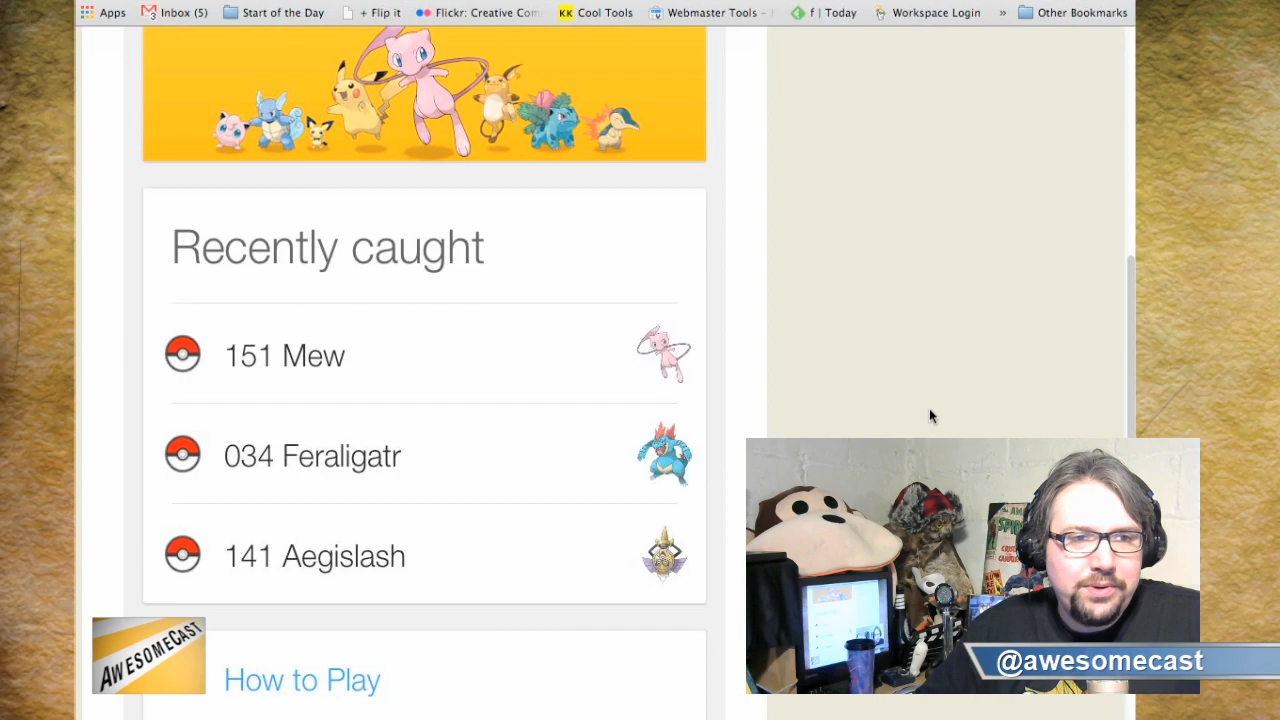 Apps Inbox (5) Start of the Day + Flip it Flickr: Creative Com KK Cool Tools Webmaster Tools - f | Today Workspace Login » Other Bookmarks
Recently caught
151 Mew
034 Feraligatr
141 Aegislash
How to Play
AWESOMECAST
@awesomecast